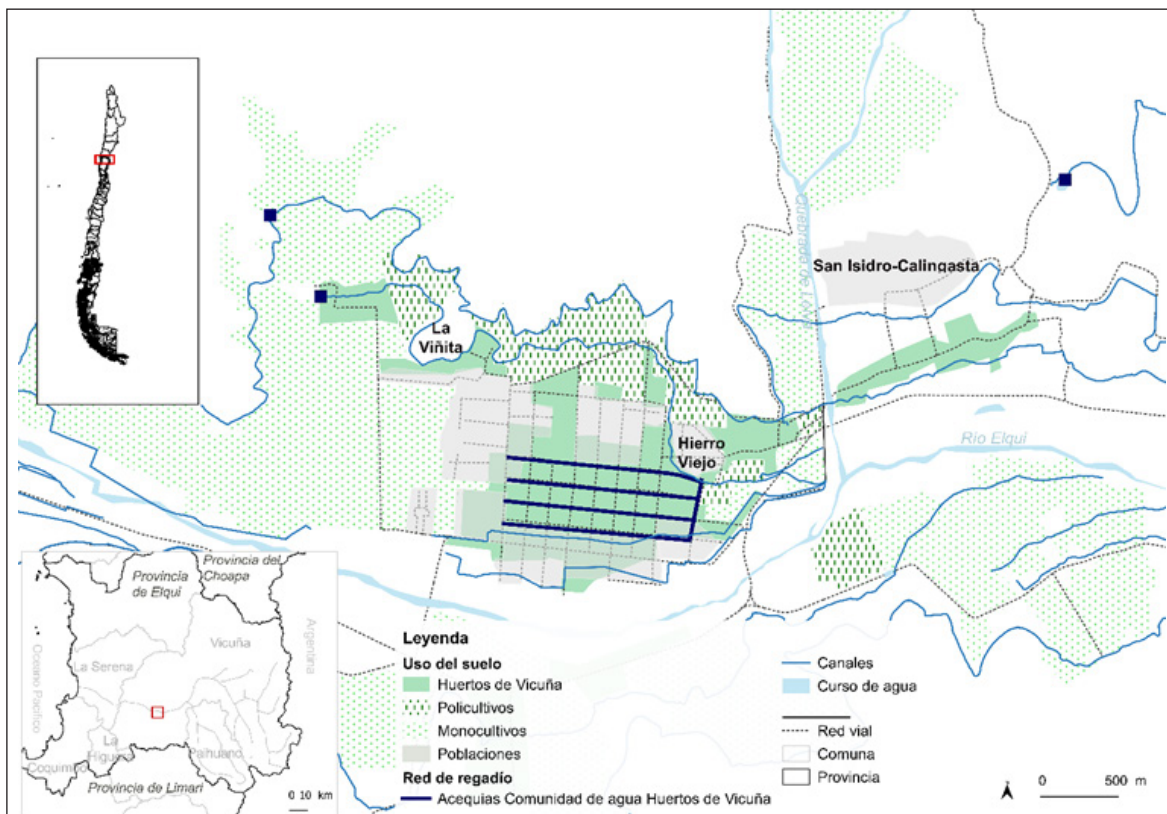 San Isidro-Calingasta
La
Viñita
Hierro
Viejo
Río Elqui
Provincia de Elqui
Provincia del
Choapa
Vicuña
La Serena
Argentina
Oceano Pacífico
La
Higuera
Coquimbo
Paihuano
Provincia de Limarí
0 10 km
Leyenda
Uso del suelo
Huertos de Vicuña
Policultivos
Monocultivos
Poblaciones
Red de regadío
Acequias Comunidad de agua Huertos de Vicuña
Canales
Curso de agua
Red vial
Comuna
Provincia
0 500 m